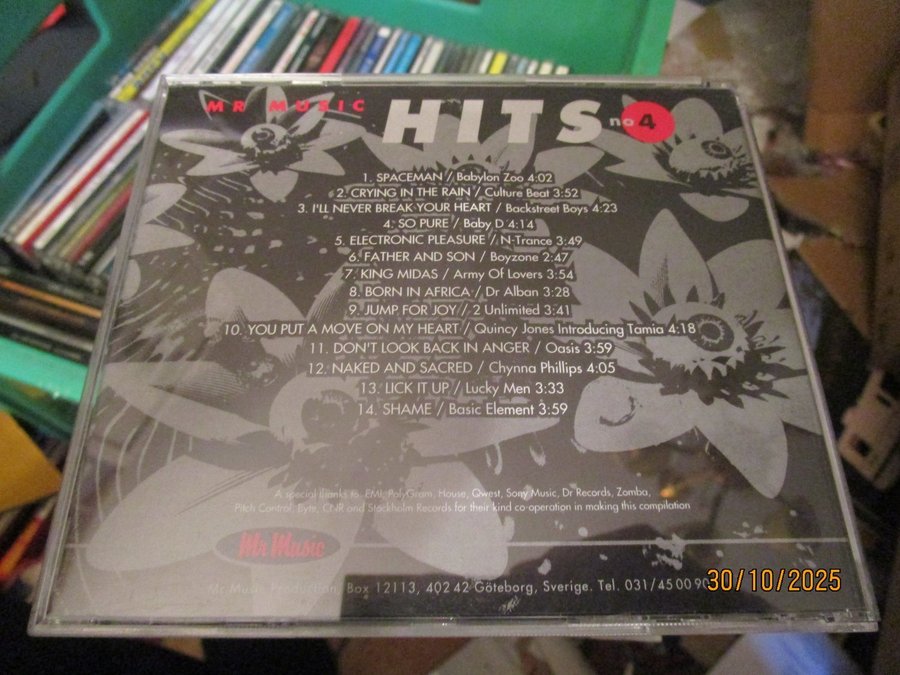 MR MUSIC HITS no 4
1. SPACEMAN / Babylon Zoo 4:02
2. CRYING IN THE RAIN / Culture Beat 3:52
3. I'LL NEVER BREAK YOUR HEART / Backstreet Boys 4:23
4. SO PURE / Baby D 4:14
5. ELECTRONIC PLEASURE / N-Trance 3:49
6. FATHER AND SON / Boyzone 2:47
7. KING MIDAS / Army Of Lovers 3:54
8. BORN IN AFRICA / Dr Alban 3:28
9. JUMP FOR JOY / 2 Unlimited 3:41
10. YOU PUT A MOVE ON MY HEART / Quincy Jones Introducing Tamia 4:18
11. DON'T LOOK BACK IN ANGER / Oasis 3:59
12. NAKED AND SACRED / Chynna Phillips 4:05
13. LICK IT UP / Lucky Men 3:33
14. SHAME / Basic Element 3:59
A special thanks to. EMI, PolyGram, House, Qwest, Sony Music, Dr Records, Zomba,
Pitch Control, Byte, CNR and Stockholm Records for their kind co-operation in making this compilation
Mr Music
Mr Music Production, Box 12113, 402 42 Göteborg, Sverige. Tel. 031/45 00 90
30/10/2025